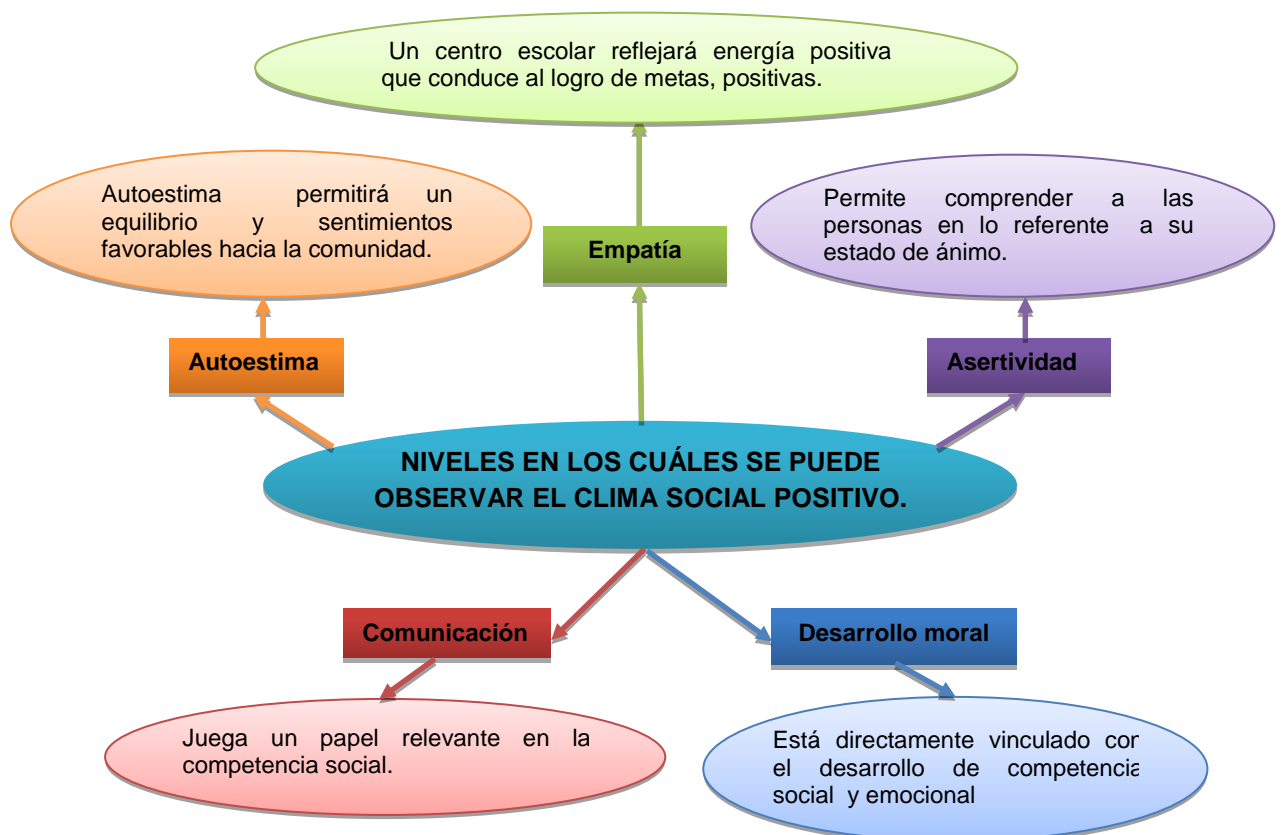 Un centro escolar reflejará energía positiva
que conduce al logro de metas, positivas.
Autoestima permitirá un
equilibrio y sentimientos
favorables hacia la comunidad.
Permite comprender a las
personas en lo referente a su
estado de ánimo.
Empatía
Autoestima
Asertividad
NIVELES EN LOS CUÁLES SE PUEDE
OBSERVAR EL CLIMA SOCIAL POSITIVO.
Comunicación
Desarrollo moral
Juega un papel relevante en la
competencia social.
Está directamente vinculado con
el desarrollo de competencia
social y emocional